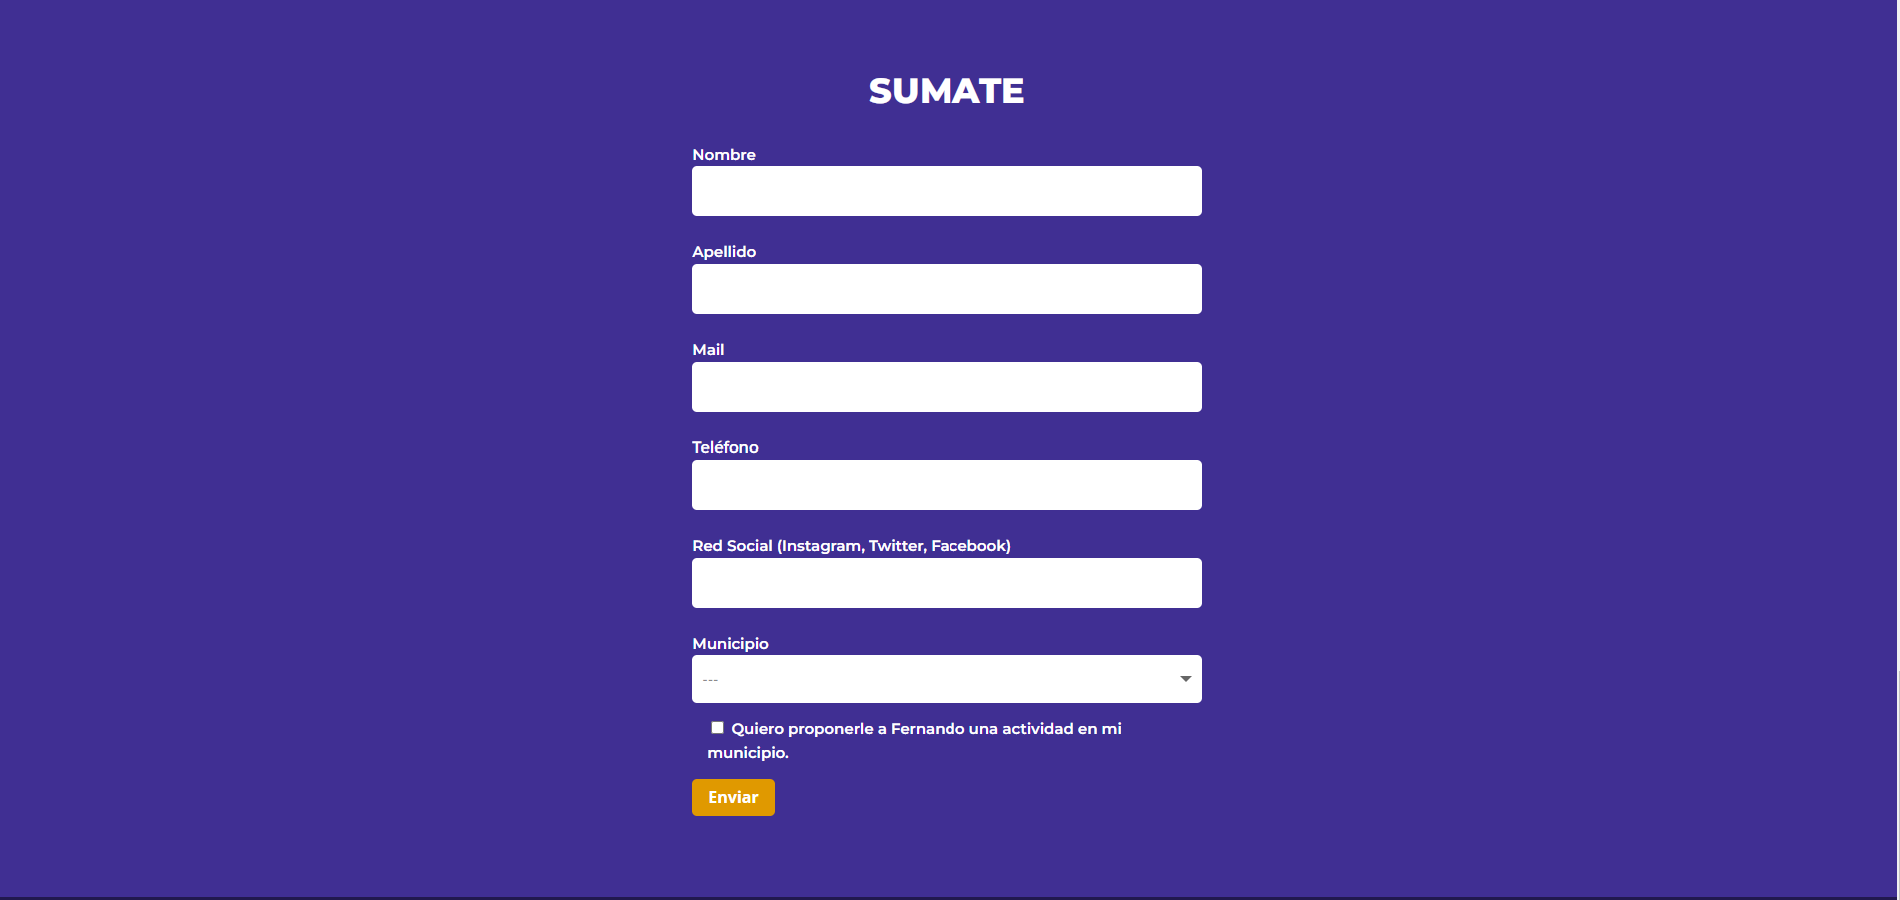 SUMATE
Nombre
Apellido
Mail
Teléfono
Red Social (Instagram, Twitter, Facebook)
Municipio
---
Quiero proponerle a Fernando una actividad en mi
municipio.
Enviar